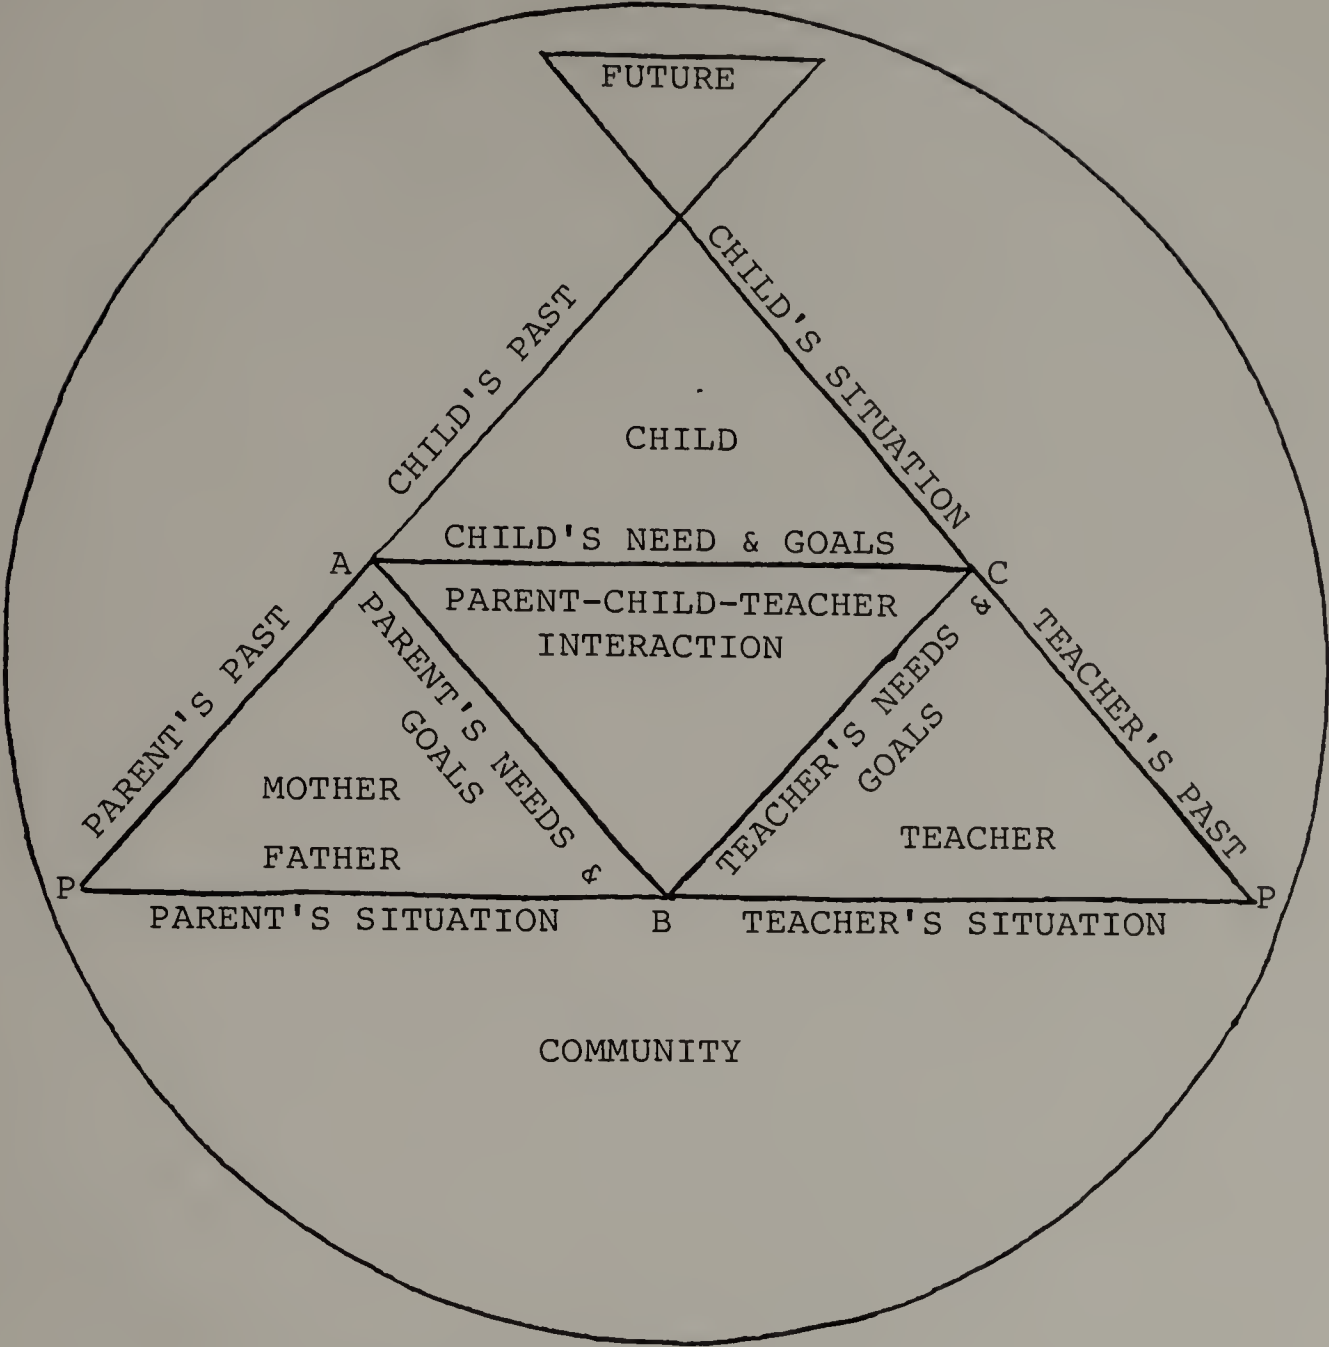 FUTURE
CHILD'S PAST
CHILD'S SITUATION
CHILD
CHILD'S NEED & GOALS
A
C
PARENT-CHILD-TEACHER
INTERACTION
PARENT'S PAST
PARENT'S NEEDS &
GOALS
TEACHER'S NEEDS &
GOALS
TEACHER'S PAST
MOTHER
FATHER
TEACHER
P
B
P
PARENT'S SITUATION
TEACHER'S SITUATION
COMMUNITY